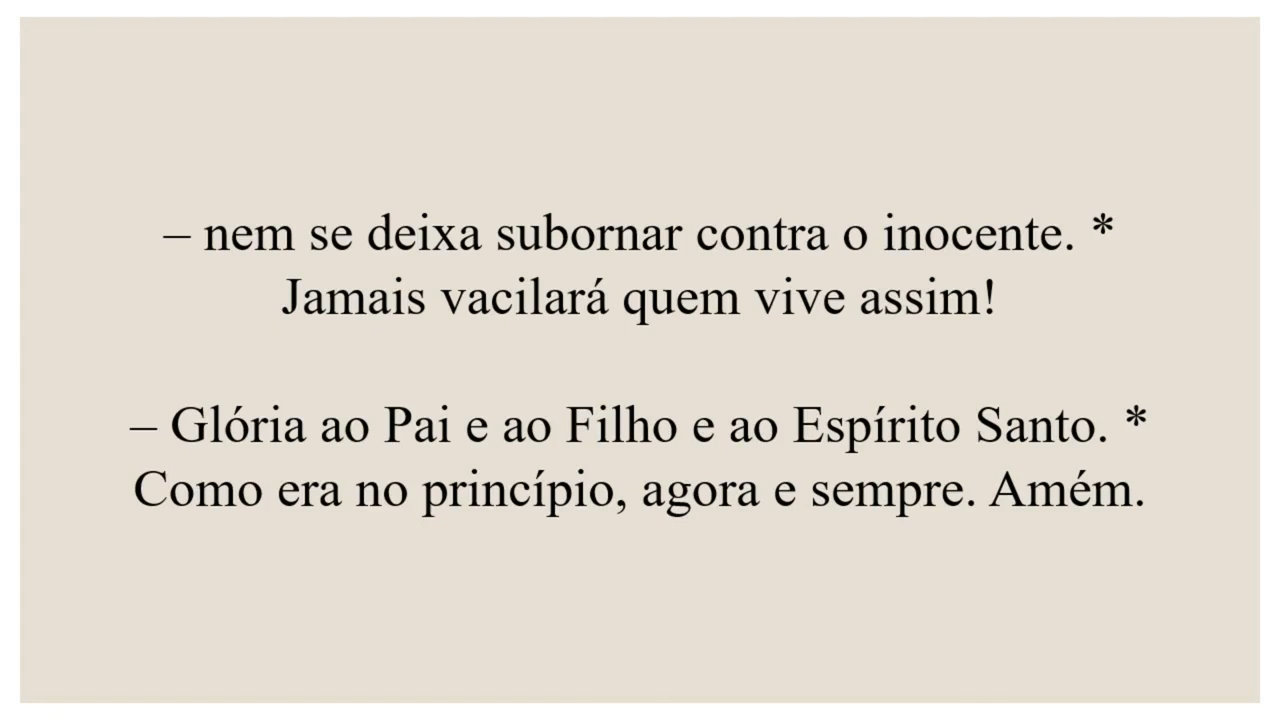 – nem se deixa subornar contra o inocente. *
Jamais vacilará quem vive assim!
– Glória ao Pai e ao Filho e ao Espírito Santo. *
Como era no princípio, agora e sempre. Amém.